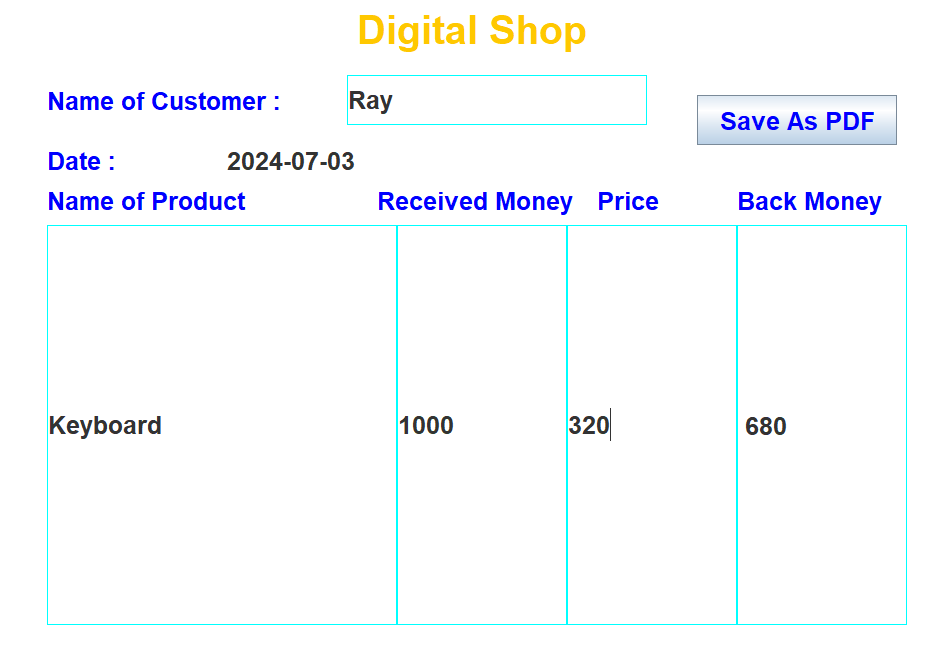 Digital Shop
Name of Customer :
Ray
Save As PDF
Date :
2024-07-03
Name of Product
Received Money
Price
Back Money
Keyboard
1000
320
680